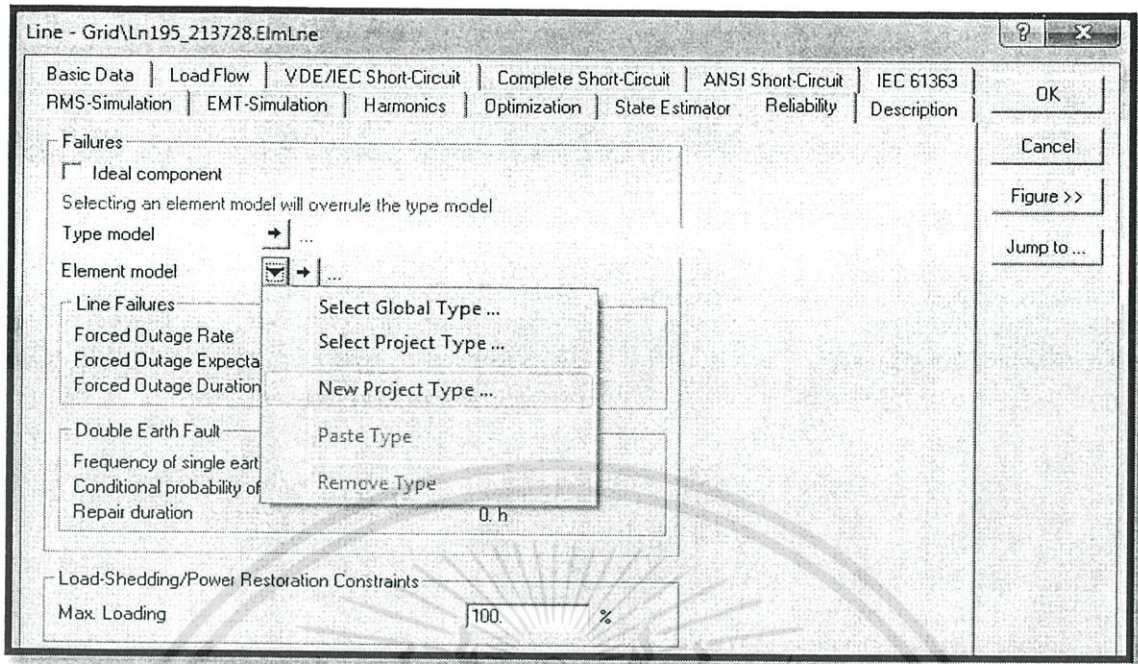 Line - Grid\Ln195_213728.ElmLne
Basic Data | Load Flow | VDE/IEC Short-Circuit | Complete Short-Circuit | ANSI Short-Circuit | IEC 61363
RMS-Simulation | EMT-Simulation | Harmonics | Optimization | State Estimator | Reliability | Description
OK
Cancel
Figure >>
Jump to ...
Failures
Ideal component
Selecting an element model will overrule the type model
Type model ...
Element model ...
Select Global Type ...
Select Project Type ...
New Project Type ...
Paste Type
Remove Type
Line Failures
Forced Outage Rate
Forced Outage Expecta
Forced Outage Duration
Double Earth Fault
Frequency of single eart
Conditional probability of
Repair duration 0. h
Load-Shedding/Power Restoration Constraints
Max. Loading 100. %